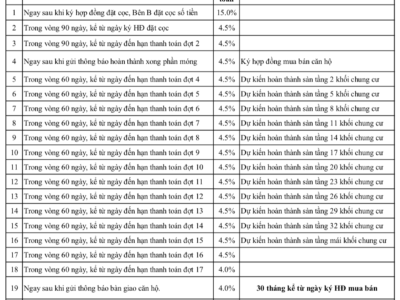 toán
1 Ngay sau khi ký hợp đồng đặt cọc, Bên B đặt cọc số tiền 15.0%
2 Trong vòng 90 ngày, kể từ ngày ký HĐ đặt cọc 4.5%
3 Trong vòng 90 ngày, kể từ ngày đến hạn thanh toán đợt 2 4.5%
4 Ngay sau khi gửi thông báo hoàn thành xong phần móng 4.5% Ký hợp đồng mua bán căn hộ
5 Trong vòng 60 ngày, kể từ ngày đến hạn thanh toán đợt 4 4.5% Dự kiến hoàn thành sàn tầng 2 khối chung cư
6 Trong vòng 60 ngày, kể từ ngày đến hạn thanh toán đợt 5 4.5% Dự kiến hoàn thành sàn tầng 5 khối chung cư
7 Trong vòng 60 ngày, kể từ ngày đến hạn thanh toán đợt 6 4.5% Dự kiến hoàn thành sàn tầng 8 khối chung cư
8 Trong vòng 60 ngày, kể từ ngày đến hạn thanh toán đợt 7 4.5% Dự kiến hoàn thành sàn tầng 11 khối chung cư
9 Trong vòng 60 ngày, kể từ ngày đến hạn thanh toán đợt 8 4.5% Dự kiến hoàn thành sàn tầng 14 khối chung cư
10 Trong vòng 60 ngày, kể từ ngày đến hạn thanh toán đợt 9 4.5% Dự kiến hoàn thành sàn tầng 17 khối chung cư
11 Trong vòng 60 ngày, kể từ ngày đến hạn thanh toán đợt 10 4.5% Dự kiến hoàn thành sàn tầng 20 khối chung cư
12 Trong vòng 60 ngày, kể từ ngày đến hạn thanh toán đợt 11 4.5% Dự kiến hoàn thành sàn tầng 23 khối chung cư
13 Trong vòng 60 ngày, kể từ ngày đến hạn thanh toán đợt 12 4.5% Dự kiến hoàn thành sàn tầng 26 khối chung cư
14 Trong vòng 60 ngày, kể từ ngày đến hạn thanh toán đợt 13 4.5% Dự kiến hoàn thành sàn tầng 29 khối chung cư
15 Trong vòng 60 ngày, kể từ ngày đến hạn thanh toán đợt 14 4.5% Dự kiến hoàn thành sàn tầng 32 khối chung cư
16 Trong vòng 60 ngày, kể từ ngày đến hạn thanh toán đợt 15 4.5% Dự kiến hoàn thành sàn tầng mái khối chung cư
17 Trong vòng 60 ngày, kể từ ngày đến hạn thanh toán đợt 16 4.5%
18 Trong vòng 60 ngày, kể từ ngày đến hạn thanh toán đợt 17 4.0%
19 Ngay sau khi gửi thông báo bàn giao căn hộ. 4.0% 30 tháng kể từ ngày ký HĐ mua bán